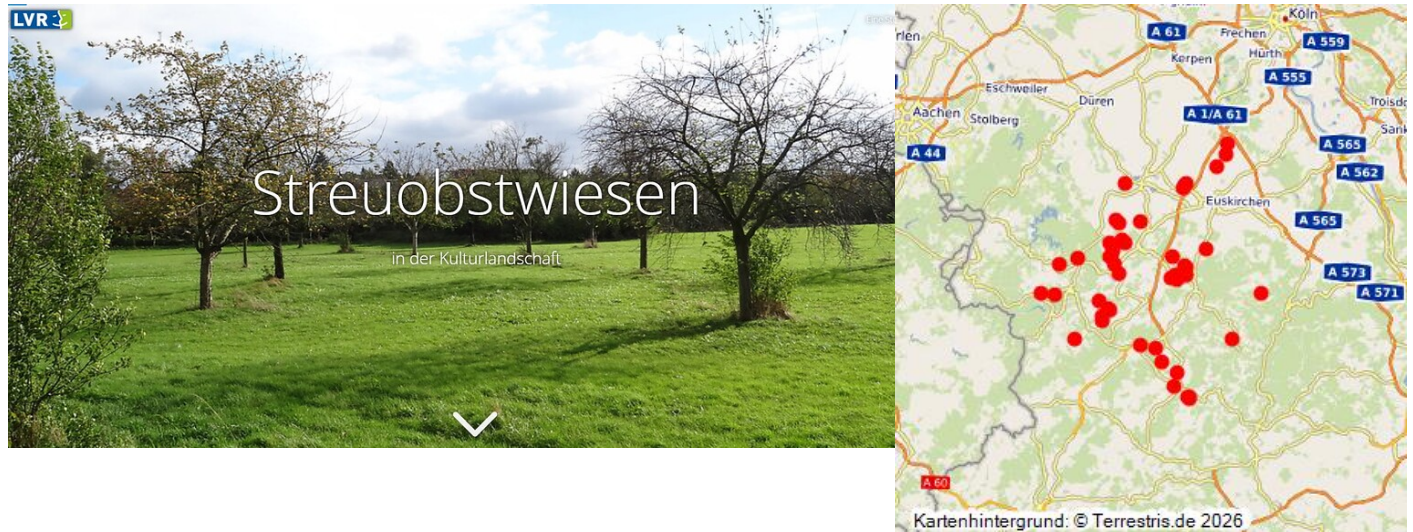 LVR
Streuobstwiesen
in der Kulturlandschaft
Köln
A 61
Frechen
A 559
Hürth
Kerpen
A 555
Eschweiler
Düren
Aachen
Stolberg
A 1/A 61
A 44
A 565
A 562
Euskirchen
A 565
A 573
A 571
A 60
Kartenhintergrund: © Terrestris.de 2026